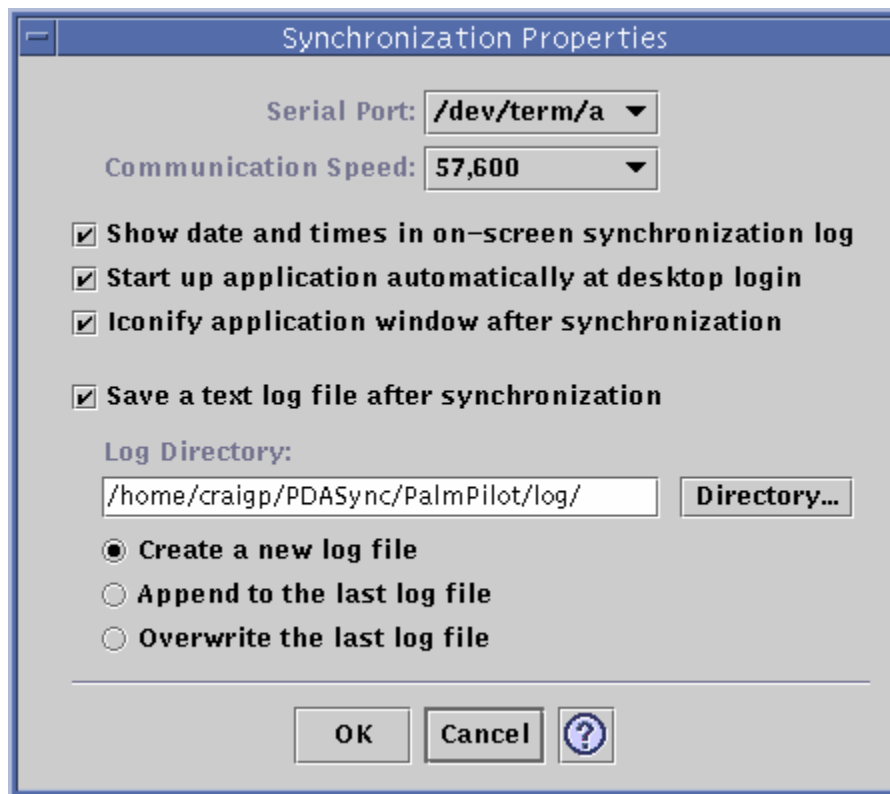 Synchronization Properties
Serial Port: /dev/term/a
Communication Speed: 57,600
Show date and times in on-screen synchronization log
Start up application automatically at desktop login
Iconify application window after synchronization
Save a text log file after synchronization
Log Directory:
/home/craigp/PDASync/PalmPilot/log/ Directory...
Create a new log file
Append to the last log file
Overwrite the last log file
OK Cancel ?